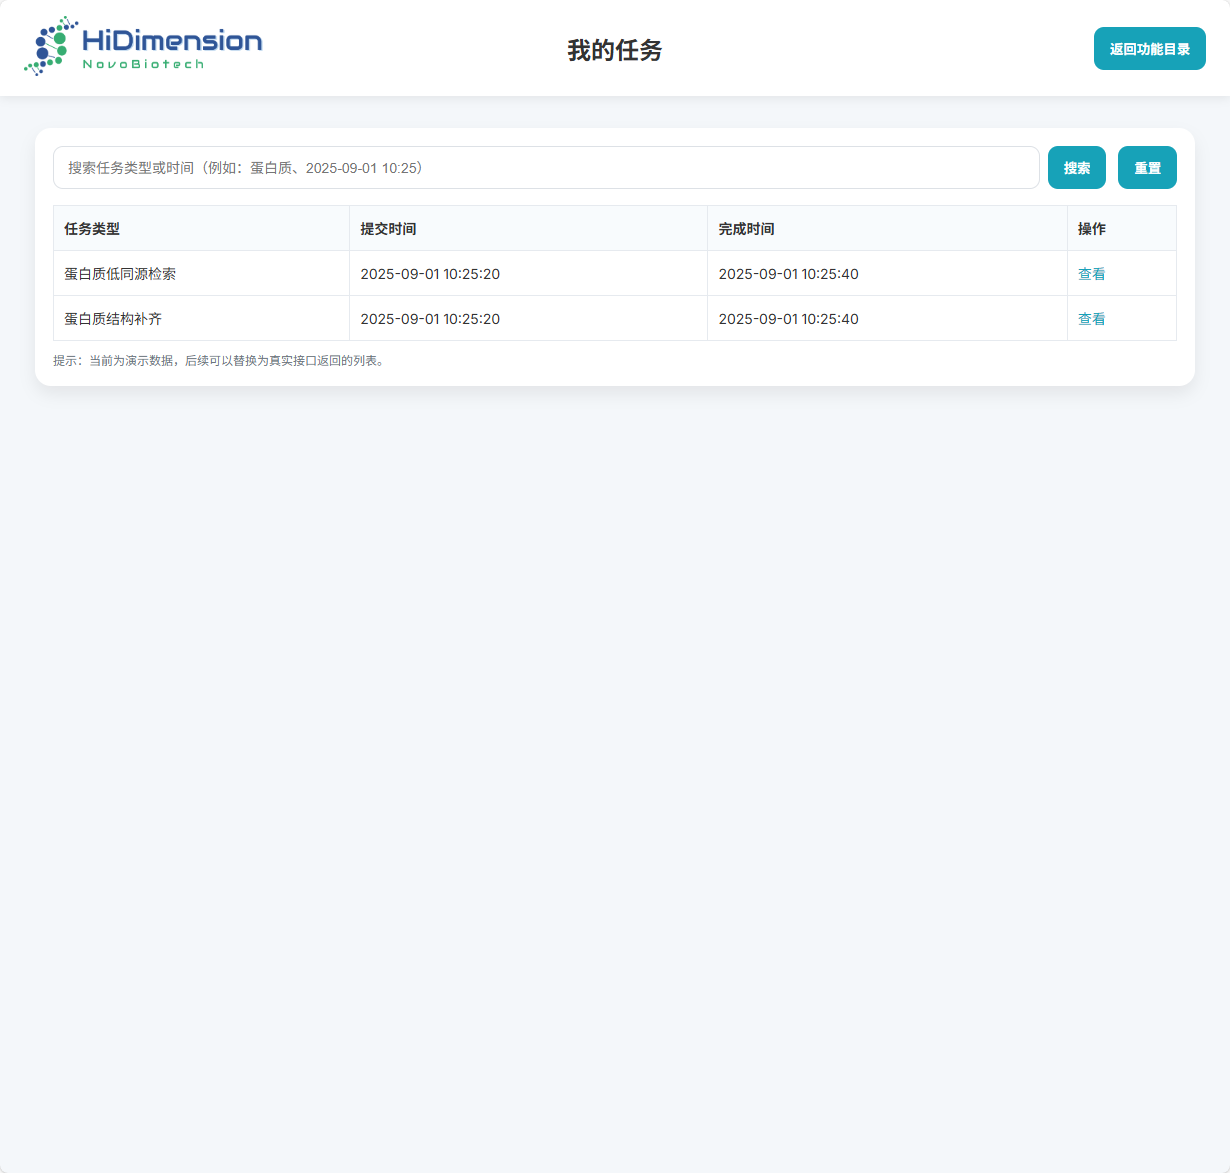 HiDimension
NovoBiotech
我的任务
返回功能目录
搜索任务类型或时间（例如：蛋白质、2025-09-01 10:25）
搜索
重置
任务类型 提交时间 完成时间 操作
蛋白质低同源检索 2025-09-01 10:25:20 2025-09-01 10:25:40 查看
蛋白质结构补齐 2025-09-01 10:25:20 2025-09-01 10:25:40 查看
提示：当前为演示数据，后续可以替换为真实接口返回的列表。